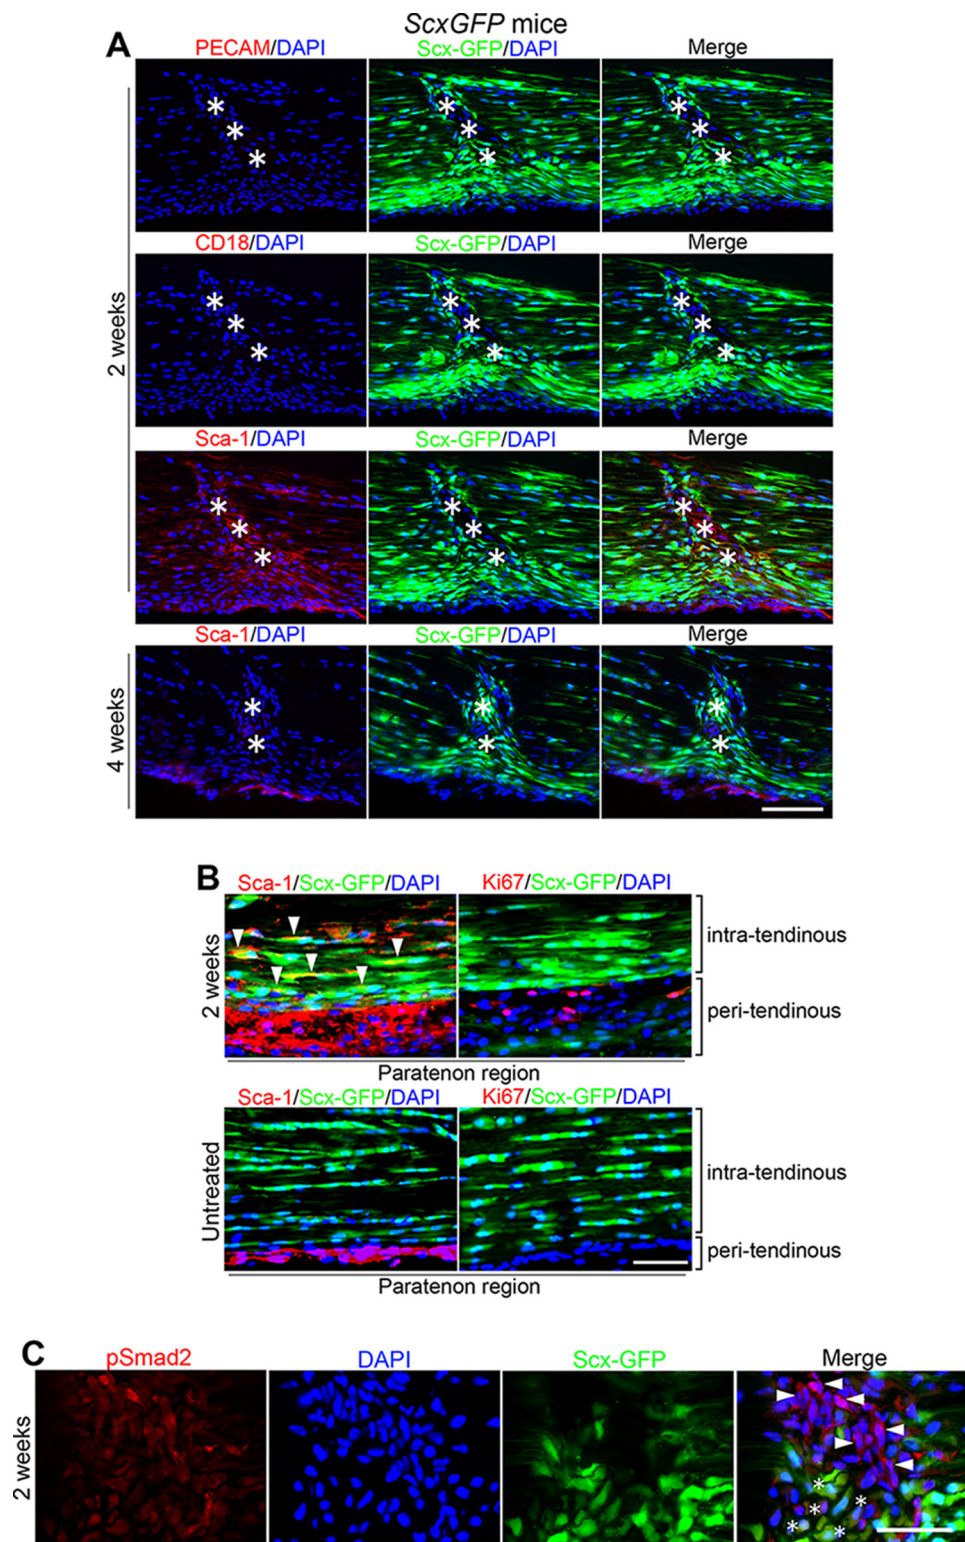 ScxGFP mice
A
PECAM/DAPI Scx-GFP/DAPI Merge
2 weeks
CD18/DAPI Scx-GFP/DAPI Merge
Sca-1/DAPI Scx-GFP/DAPI Merge
4 weeks
Sca-1/DAPI Scx-GFP/DAPI Merge
B
Sca-1/Scx-GFP/DAPI Ki67/Scx-GFP/DAPI
2 weeks
intra-tendinous
peri-tendinous
Paratenon region
Sca-1/Scx-GFP/DAPI Ki67/Scx-GFP/DAPI
Untreated
intra-tendinous
peri-tendinous
Paratenon region
C
pSmad2 DAPI Scx-GFP Merge
2 weeks